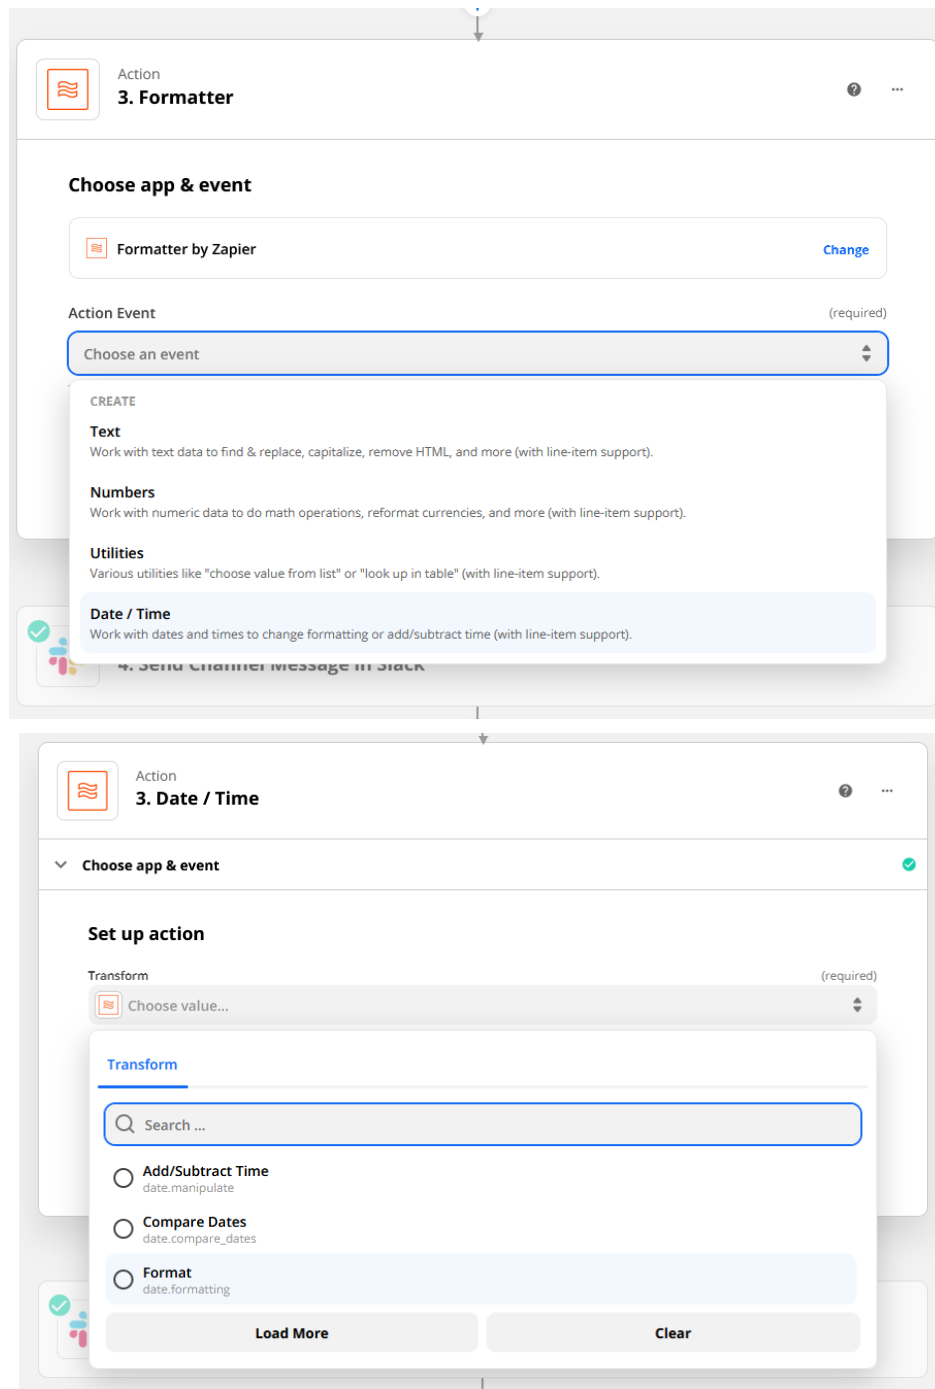 Action
3. Formatter
Choose app & event
Formatter by Zapier
Change
Action Event
(required)
Choose an event
CREATE
Text
Work with text data to find & replace, capitalize, remove HTML, and more (with line-item support).
Numbers
Work with numeric data to do math operations, reformat currencies, and more (with line-item support).
Utilities
Various utilities like "choose value from list" or "look up in table" (with line-item support).
Date / Time
Work with dates and times to change formatting or add/subtract time (with line-item support).
4. Send Channel Message in Slack
Action
3. Date / Time
Choose app & event
Set up action
Transform
(required)
Choose value...
Transform
Search ...
Add/Subtract Time
date.manipulate
Compare Dates
date.compare_dates
Format
date.formatting
Load More
Clear